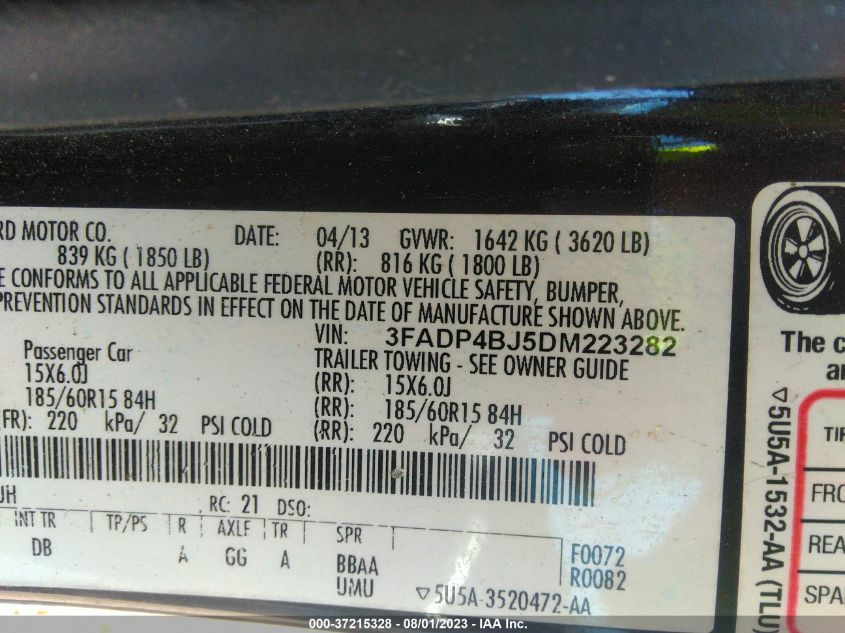 RD MOTOR CO. DATE: 04/13 GVWR: 1642 KG ( 3620 LB)
839 KG ( 1850 LB) (RR): 816 KG ( 1800 LB)
E CONFORMS TO ALL APPLICABLE FEDERAL MOTOR VEHICLE SAFETY, BUMPER,
PREVENTION STANDARDS IN EFFECT ON THE DATE OF MANUFACTURE SHOWN ABOVE.
VIN: 3FADP4BJ5DM223282
Passenger Car TRAILER TOWING - SEE OWNER GUIDE
15X6.0J (RR): 15X6.0J
185/60R15 84H (RR): 185/60R15 84H
(FR): 220 kPa/ 32 PSI COLD (RR): 220 kPa/ 32 PSI COLD
UH RC: 21 DSO:
INT TR TP/PS R AXLE TR SPR
DB A GG A BBAA F0072
UMU R0082
▽5U5A-3520472-AA
The c
an
TIR
FRO
REA
SPA
▽5U5A-1532-AA (TLU)
000-37215328 - 08/01/2023 - IAA Inc.